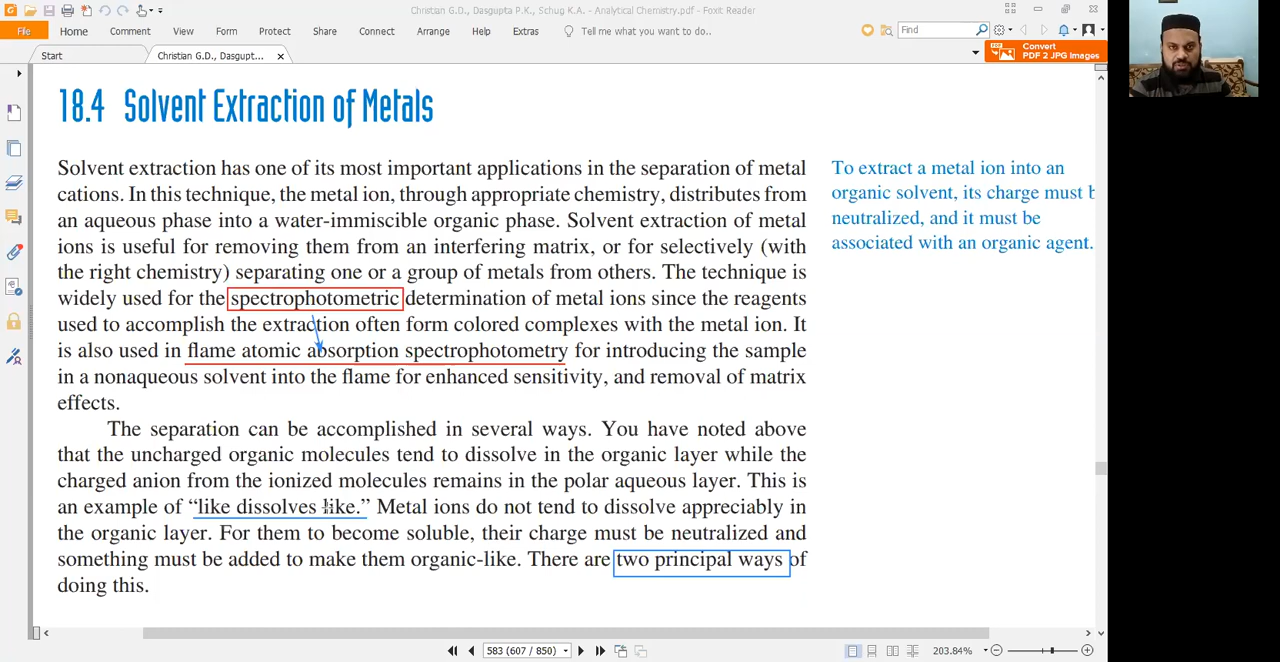 Christian G.D., Dasgupta P.K., Schug K.A. - Analytical Chemistry.pdf - Foxit Reader
File Home Comment View Form Protect Share Connect Arrange Help Extras Tell me what you want to do.. Find
Start Christian G.D., Dasgupt...
Convert
PDF 2 JPG Images
18.4 Solvent Extraction of Metals
Solvent extraction has one of its most important applications in the separation of metal
cations. In this technique, the metal ion, through appropriate chemistry, distributes from
an aqueous phase into a water-immiscible organic phase. Solvent extraction of metal
ions is useful for removing them from an interfering matrix, or for selectively (with
the right chemistry) separating one or a group of metals from others. The technique is
widely used for the spectrophotometric determination of metal ions since the reagents
used to accomplish the extraction often form colored complexes with the metal ion. It
is also used in flame atomic absorption spectrophotometry for introducing the sample
in a nonaqueous solvent into the flame for enhanced sensitivity, and removal of matrix
effects.
The separation can be accomplished in several ways. You have noted above
that the uncharged organic molecules tend to dissolve in the organic layer while the
charged anion from the ionized molecules remains in the polar aqueous layer. This is
an example of “like dissolves like.” Metal ions do not tend to dissolve appreciably in
the organic layer. For them to become soluble, their charge must be neutralized and
something must be added to make them organic-like. There are two principal ways of
doing this.
To extract a metal ion into an
organic solvent, its charge must b
neutralized, and it must be
associated with an organic agent.
583 (607 / 850)
203.84%